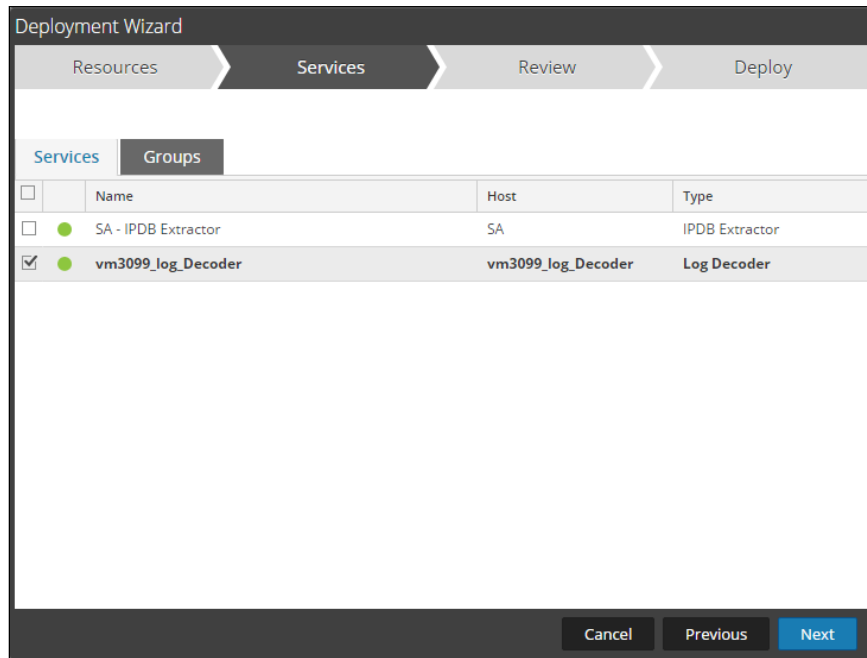 Deployment Wizard
Resources Services Review Deploy
Services Groups
Name Host Type
SA - IPDB Extractor SA IPDB Extractor
vm3099_log_Decoder vm3099_log_Decoder Log Decoder
Cancel Previous Next